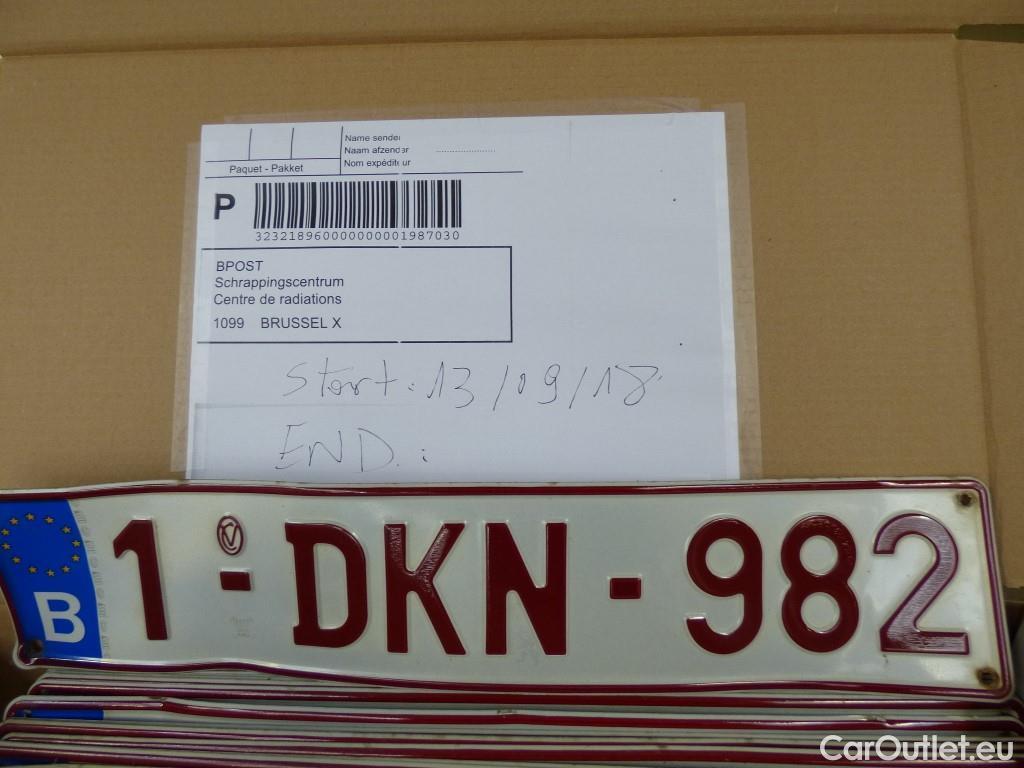 Name sender
Naam afzender
Nom expéditeur
Paquet - Pakket
P
323218960000000001987030
BPOST
Schrappingscentrum
Centre de radiations
1099 BRUSSEL X
Start: 13/09/18
END:
B 1-DKN-982
CarOutlet.eu